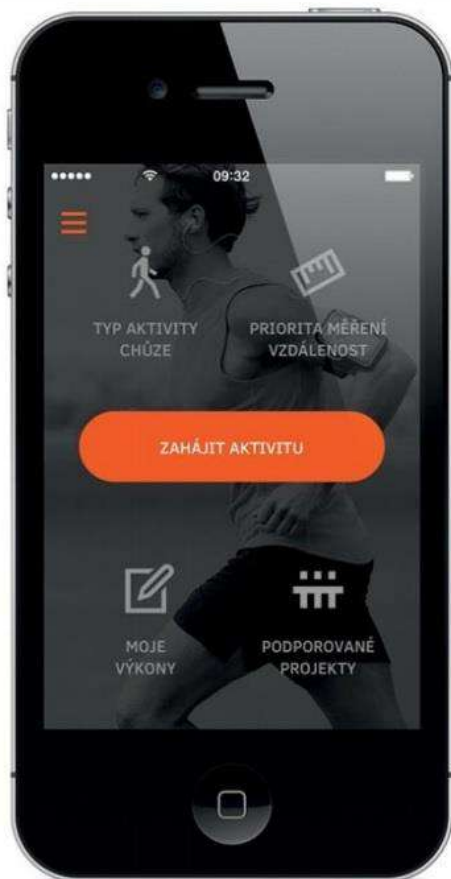 09:32
TYP AKTIVITY
CHŮZE
PRIORITA MĚŘENÍ
VZDÁLENOST
ZAHÁJIT AKTIVITU
MOJE
VÝKONY
PODPOROVANÉ
PROJEKTY